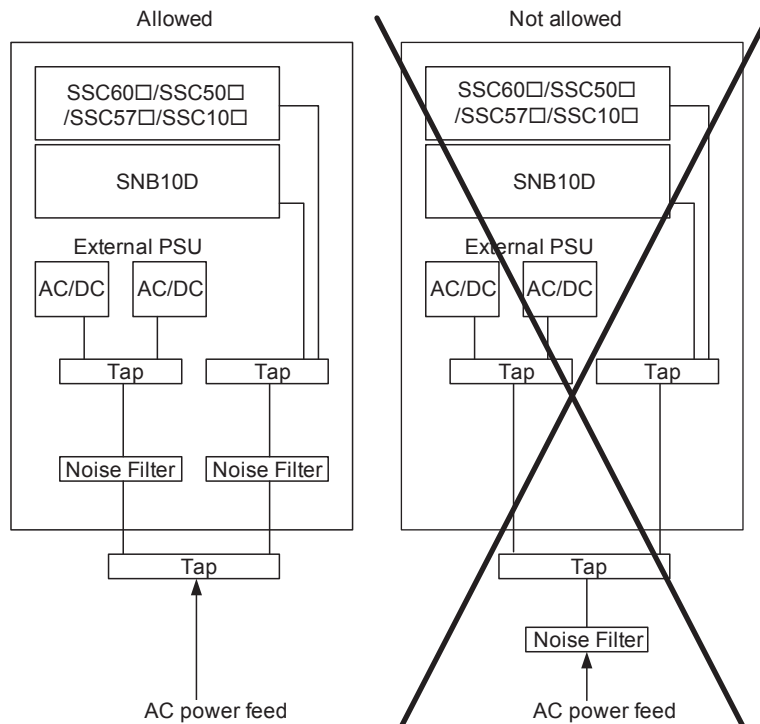 Allowed
SSC60□/SSC50□
/SSC57□/SSC10□
SNB10D
External PSU
AC/DC
AC/DC
Tap
Tap
Noise Filter
Noise Filter
Tap
AC power feed
Not allowed
SSC60□/SSC50□
/SSC57□/SSC10□
SNB10D
External PSU
AC/DC
AC/DC
Tap
Tap
Tap
Noise Filter
AC power feed